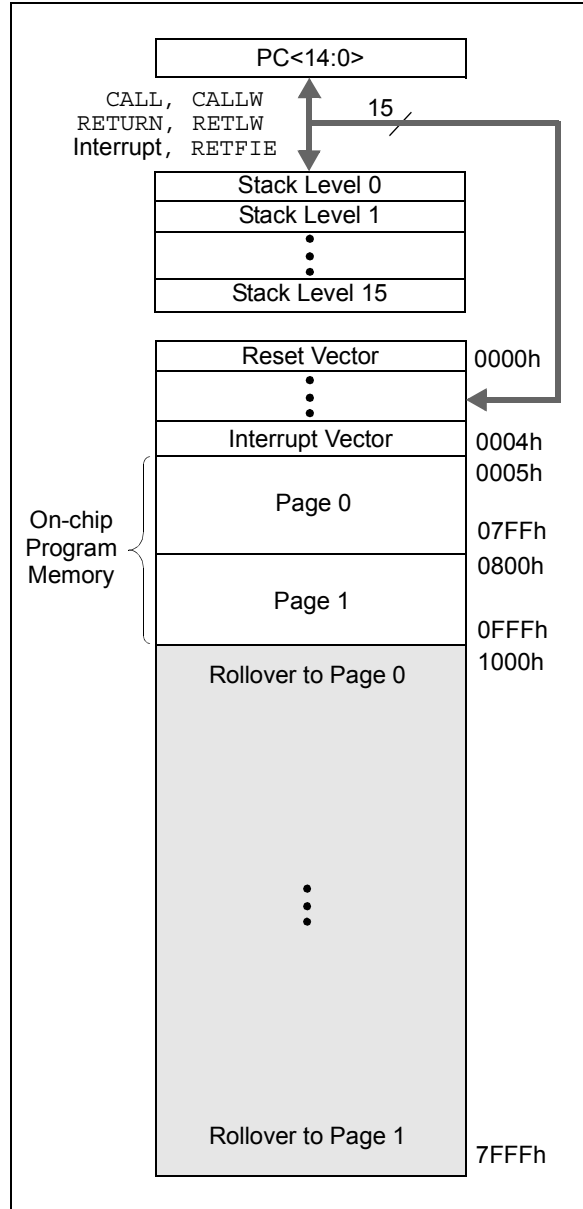 PC<14:0>
CALL, CALLW
RETURN, RETLW
Interrupt, RETFIE
15
Stack Level 0
Stack Level 1
Stack Level 15
Reset Vector
0000h
Interrupt Vector
0004h
0005h
On-chip
Program
Memory
Page 0
07FFh
0800h
Page 1
0FFFh
1000h
Rollover to Page 0
Rollover to Page 1
7FFFh